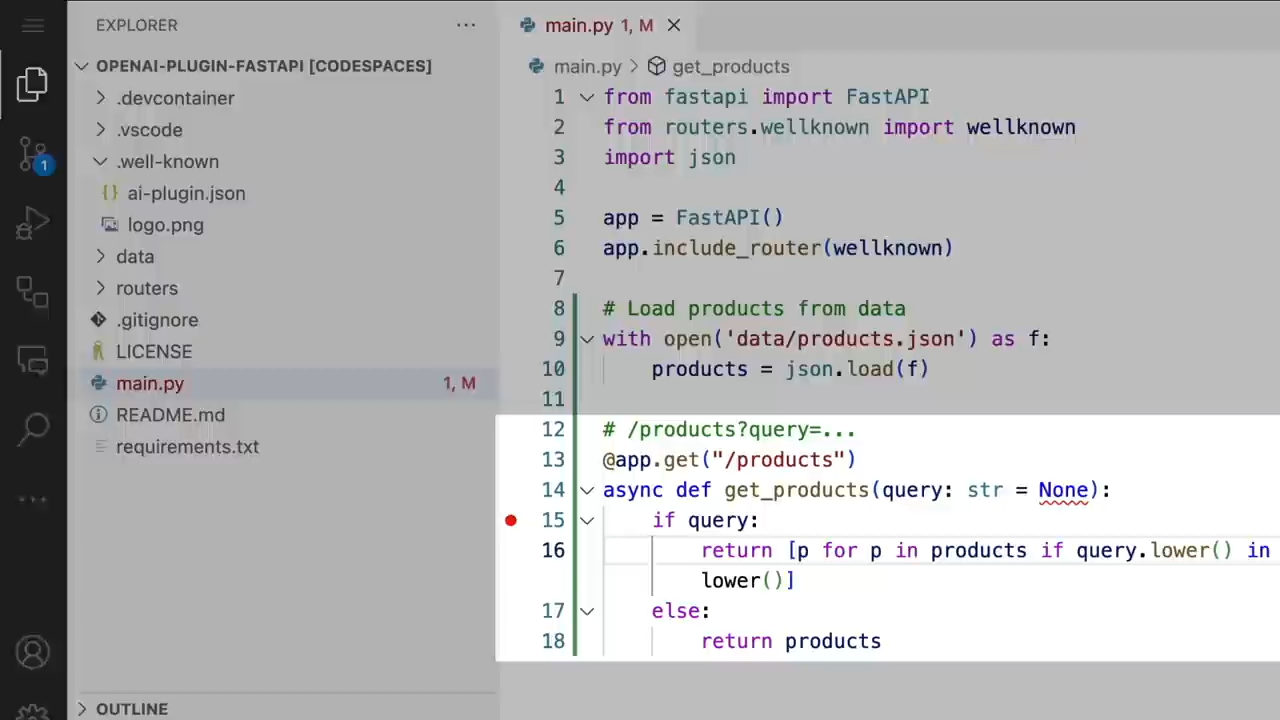 EXPLORER
OPENAI-PLUGIN-FASTAPI [CODESPACES]
.devcontainer
.vscode
.well-known
{} ai-plugin.json
logo.png
data
routers
.gitignore
LICENSE
main.py 1, M
README.md
requirements.txt
OUTLINE
1
main.py 1, M
main.py > get_products
1 from fastapi import FastAPI
2 from routers.wellknown import wellknown
3 import json
4
5 app = FastAPI()
6 app.include_router(wellknown)
7
8 # Load products from data
9 with open('data/products.json') as f:
10 products = json.load(f)
11
12 # /products?query=...
13 @app.get("/products")
14 async def get_products(query: str = None):
15 if query:
16 return [p for p in products if query.lower() in
lower()]
17 else:
18 return products